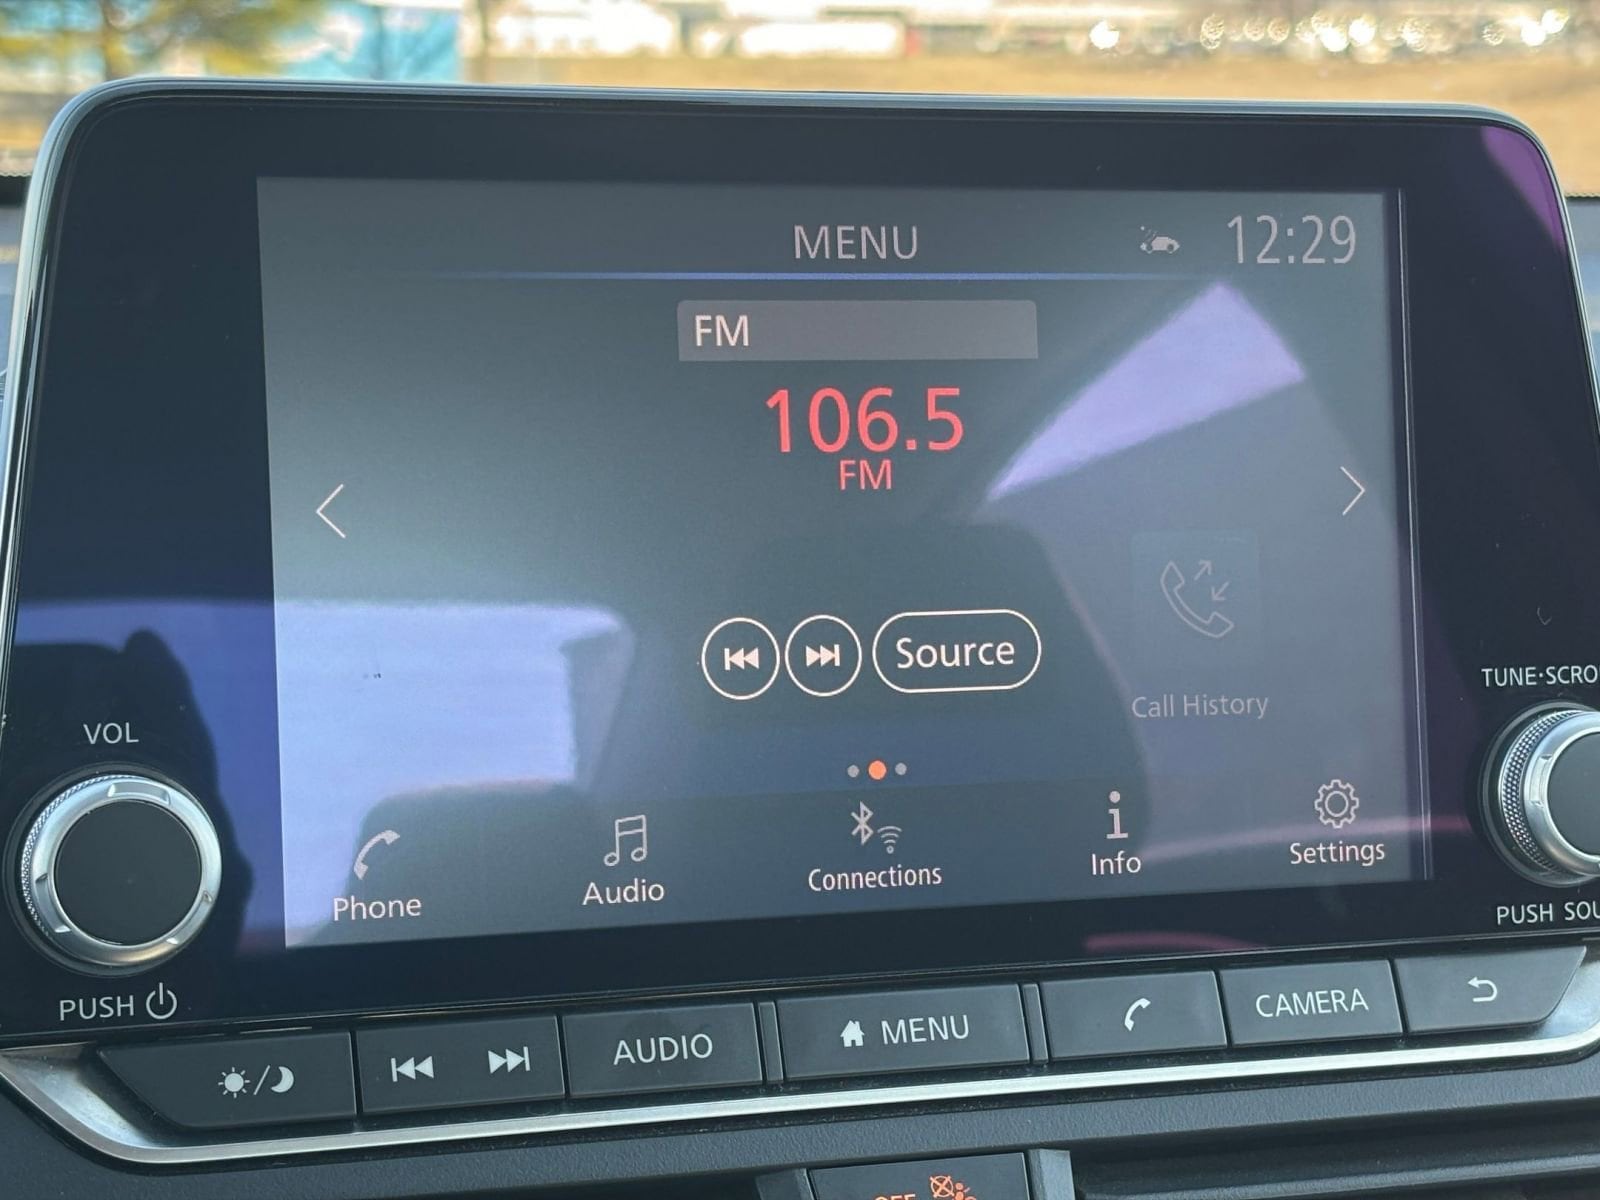 MENU
12:29
FM
106.5
FM
Source
Call History
Phone
Audio
Connections
Info
Settings
VOL
PUSH
TUNE·SCRO
PUSH SOU
AUDIO
MENU
CAMERA
OFF